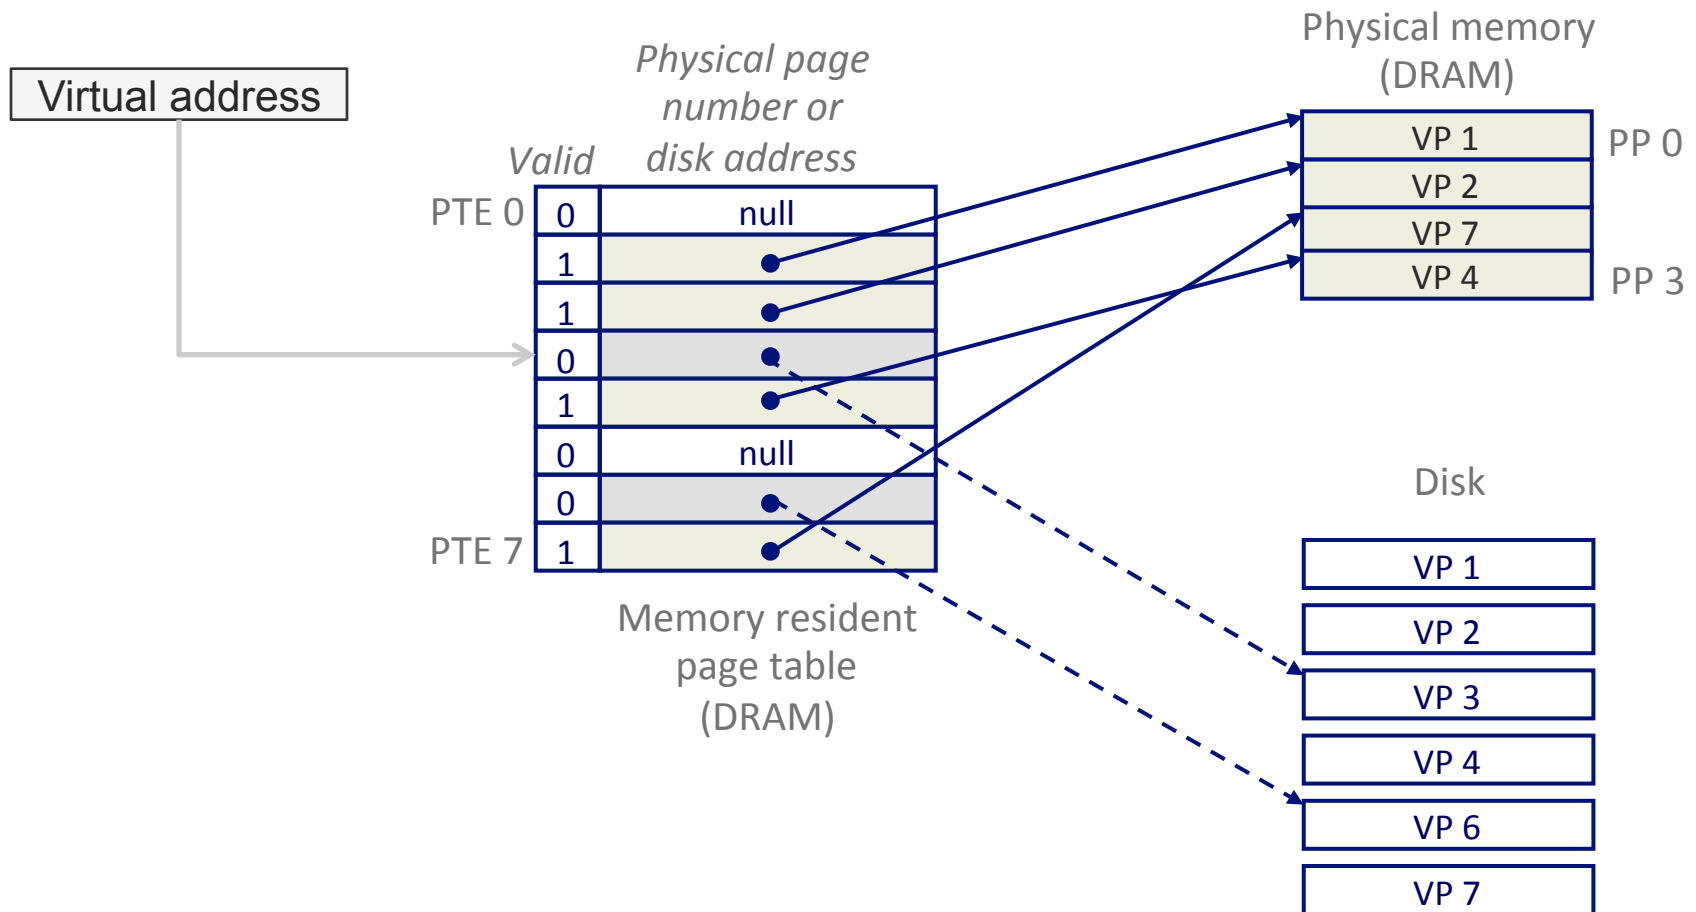 Virtual address
Physical page
number or
disk address
Valid
PTE 0
0 null
1
1
0
1
0 null
0
PTE 7 1
Memory resident
page table
(DRAM)
Physical memory
(DRAM)
VP 1 PP 0
VP 2
VP 7
VP 4 PP 3
Disk
VP 1
VP 2
VP 3
VP 4
VP 6
VP 7